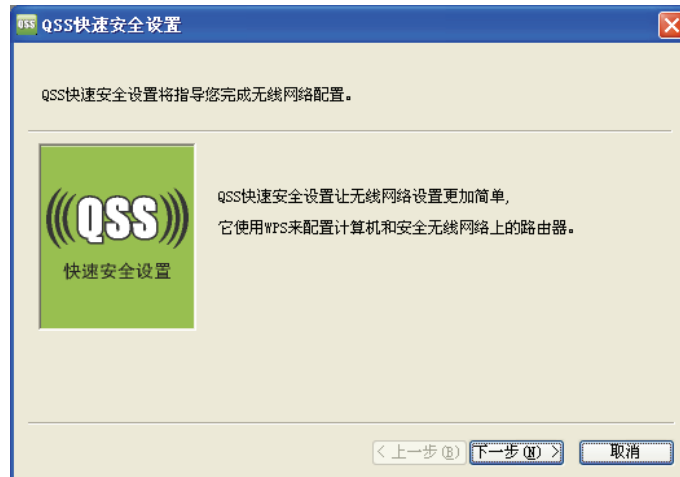 QSS QSS快速安全设置
QSS快速安全设置将指导您完成无线网络配置。
QSS
快速安全设置
QSS快速安全设置让无线网络设置更加简单,
它使用WPS来配置计算机和安全无线网络上的路由器。
< 上一步(B) 下一步(N) > 取消